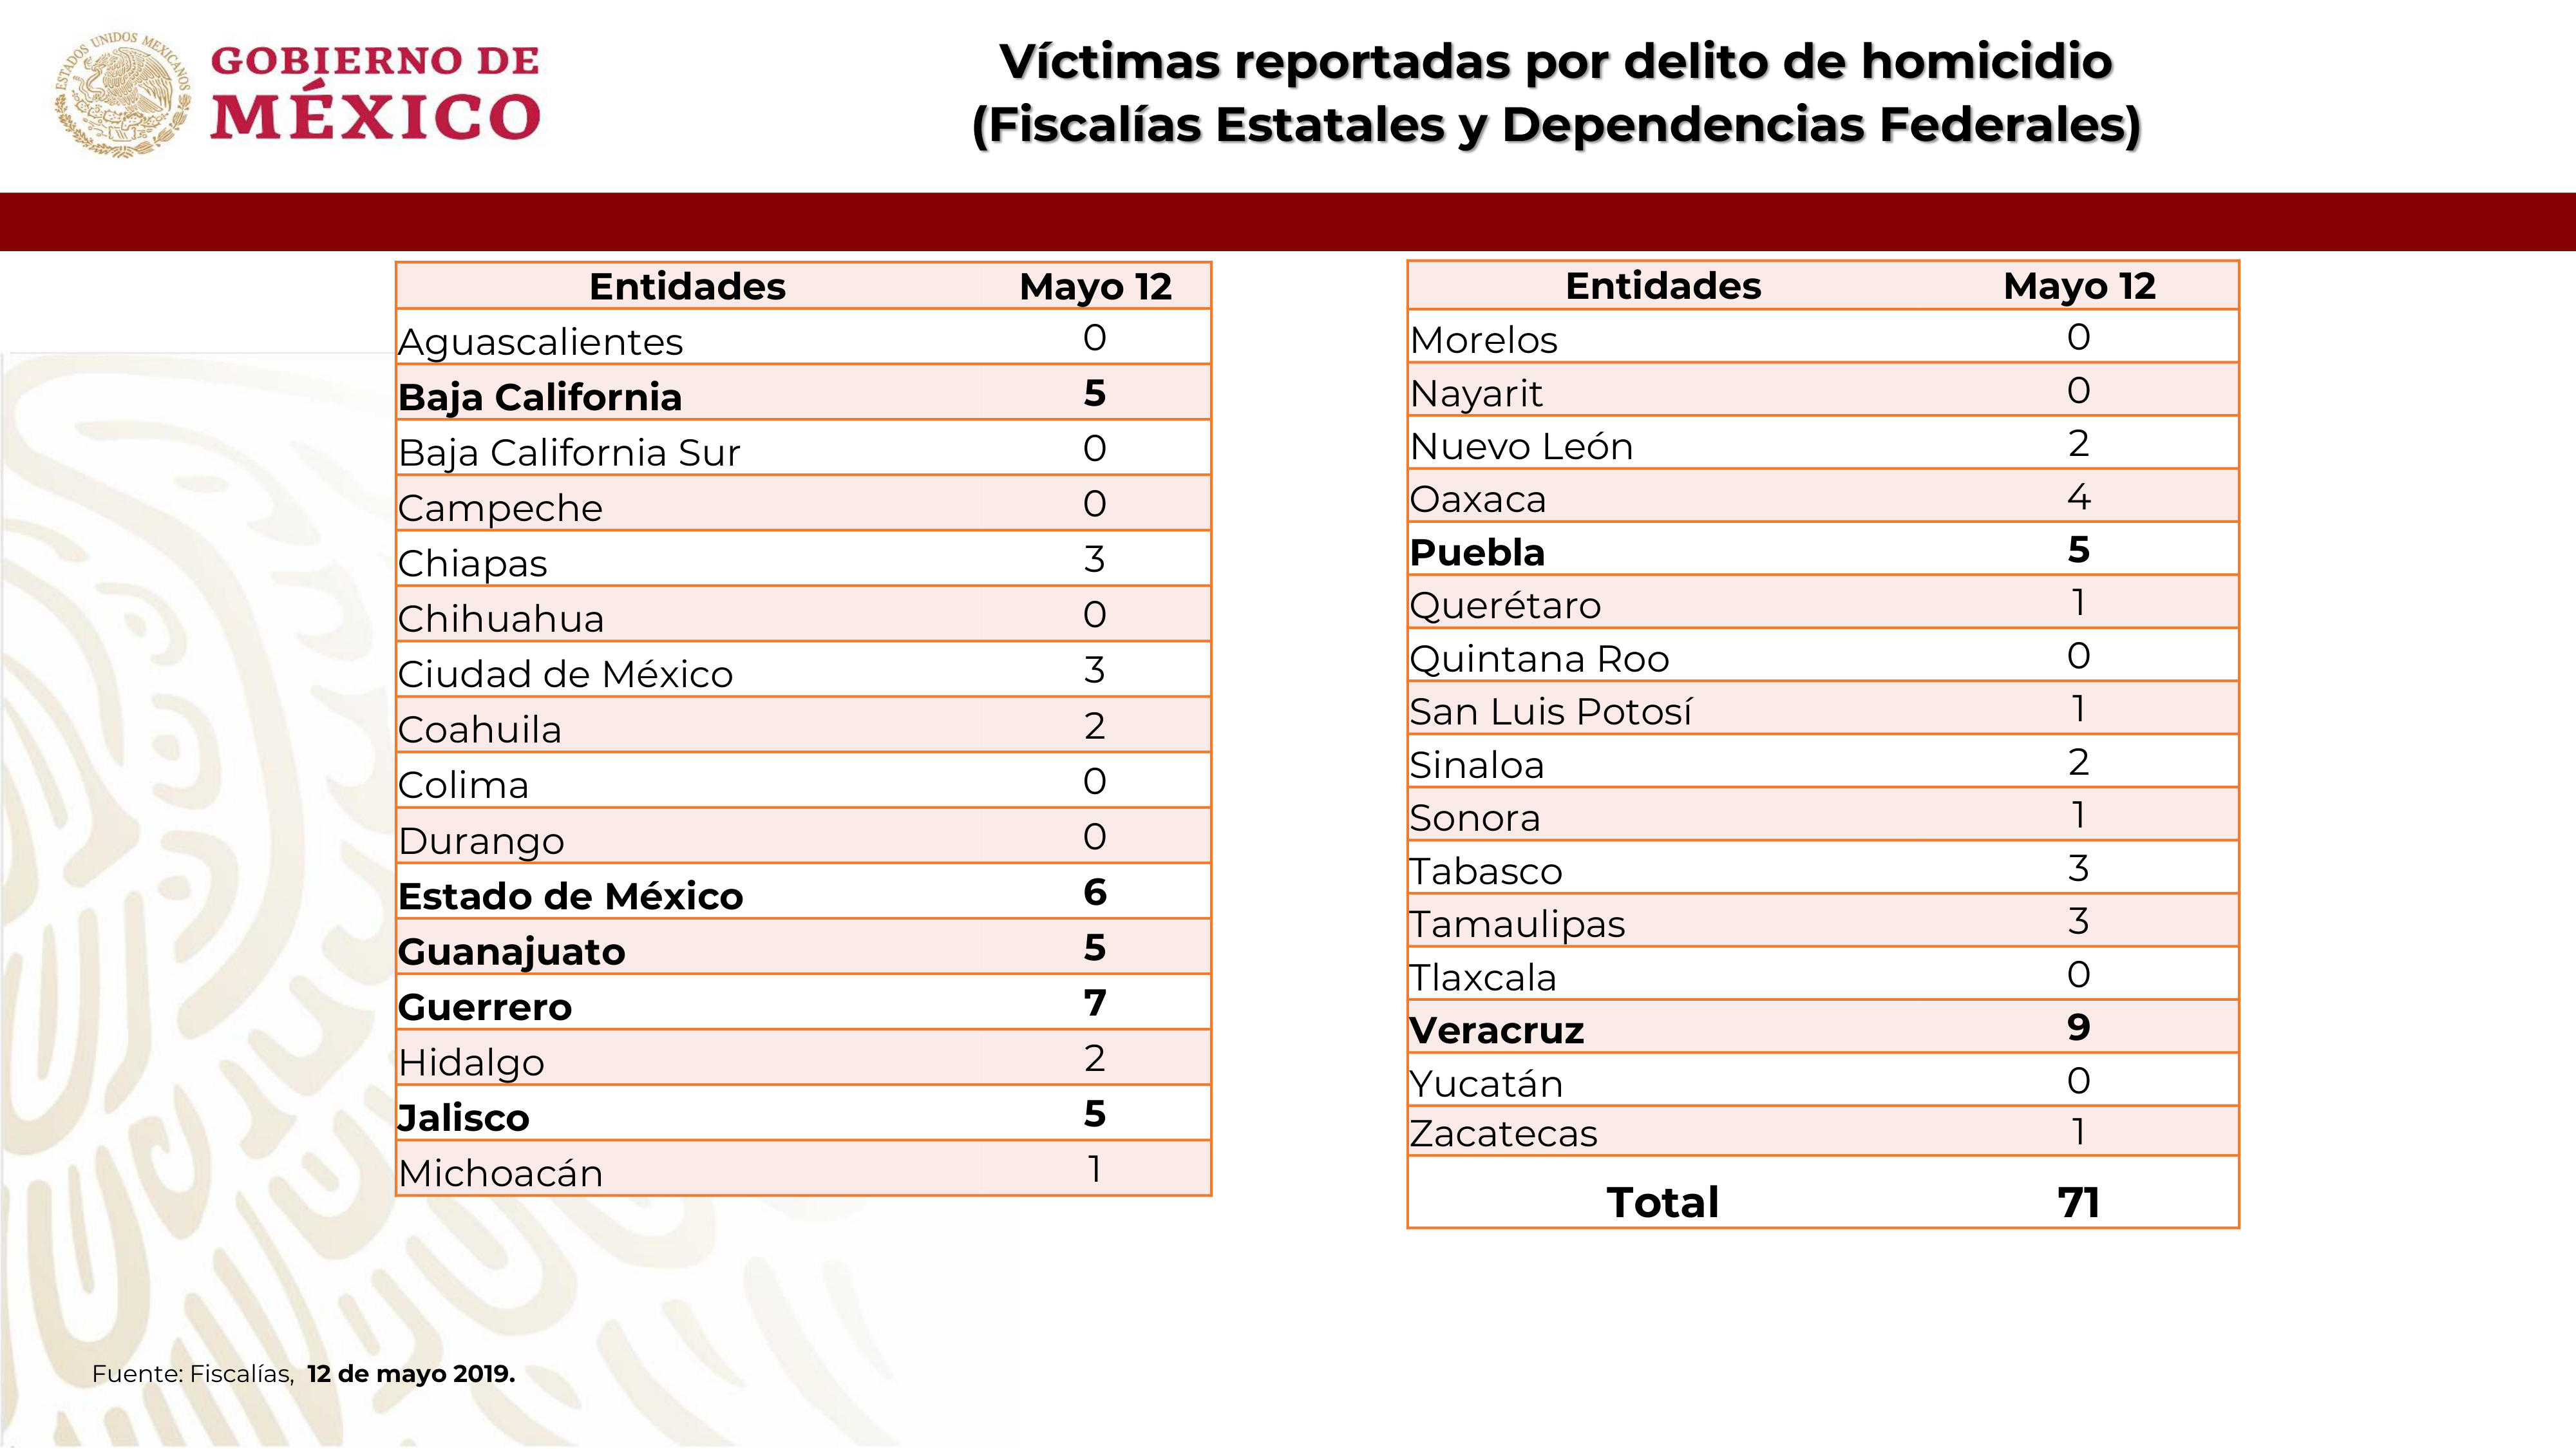 ESTADOS UNIDOS MEXICANOS
GOBIERNO DE
MÉXICO
Víctimas reportadas por delito de homicidio
(Fiscalías Estatales y Dependencias Federales)
Entidades Mayo 12
Aguascalientes 0
Baja California 5
Baja California Sur 0
Campeche 0
Chiapas 3
Chihuahua 0
Ciudad de México 3
Coahuila 2
Colima 0
Durango 0
Estado de México 6
Guanajuato 5
Guerrero 7
Hidalgo 2
Jalisco 5
Michoacán 1
Entidades Mayo 12
Morelos 0
Nayarit 0
Nuevo León 2
Oaxaca 4
Puebla 5
Querétaro 1
Quintana Roo 0
San Luis Potosí 1
Sinaloa 2
Sonora 1
Tabasco 3
Tamaulipas 3
Tlaxcala 0
Veracruz 9
Yucatán 0
Zacatecas 1
Total 71
Fuente: Fiscalías, 12 de mayo 2019.